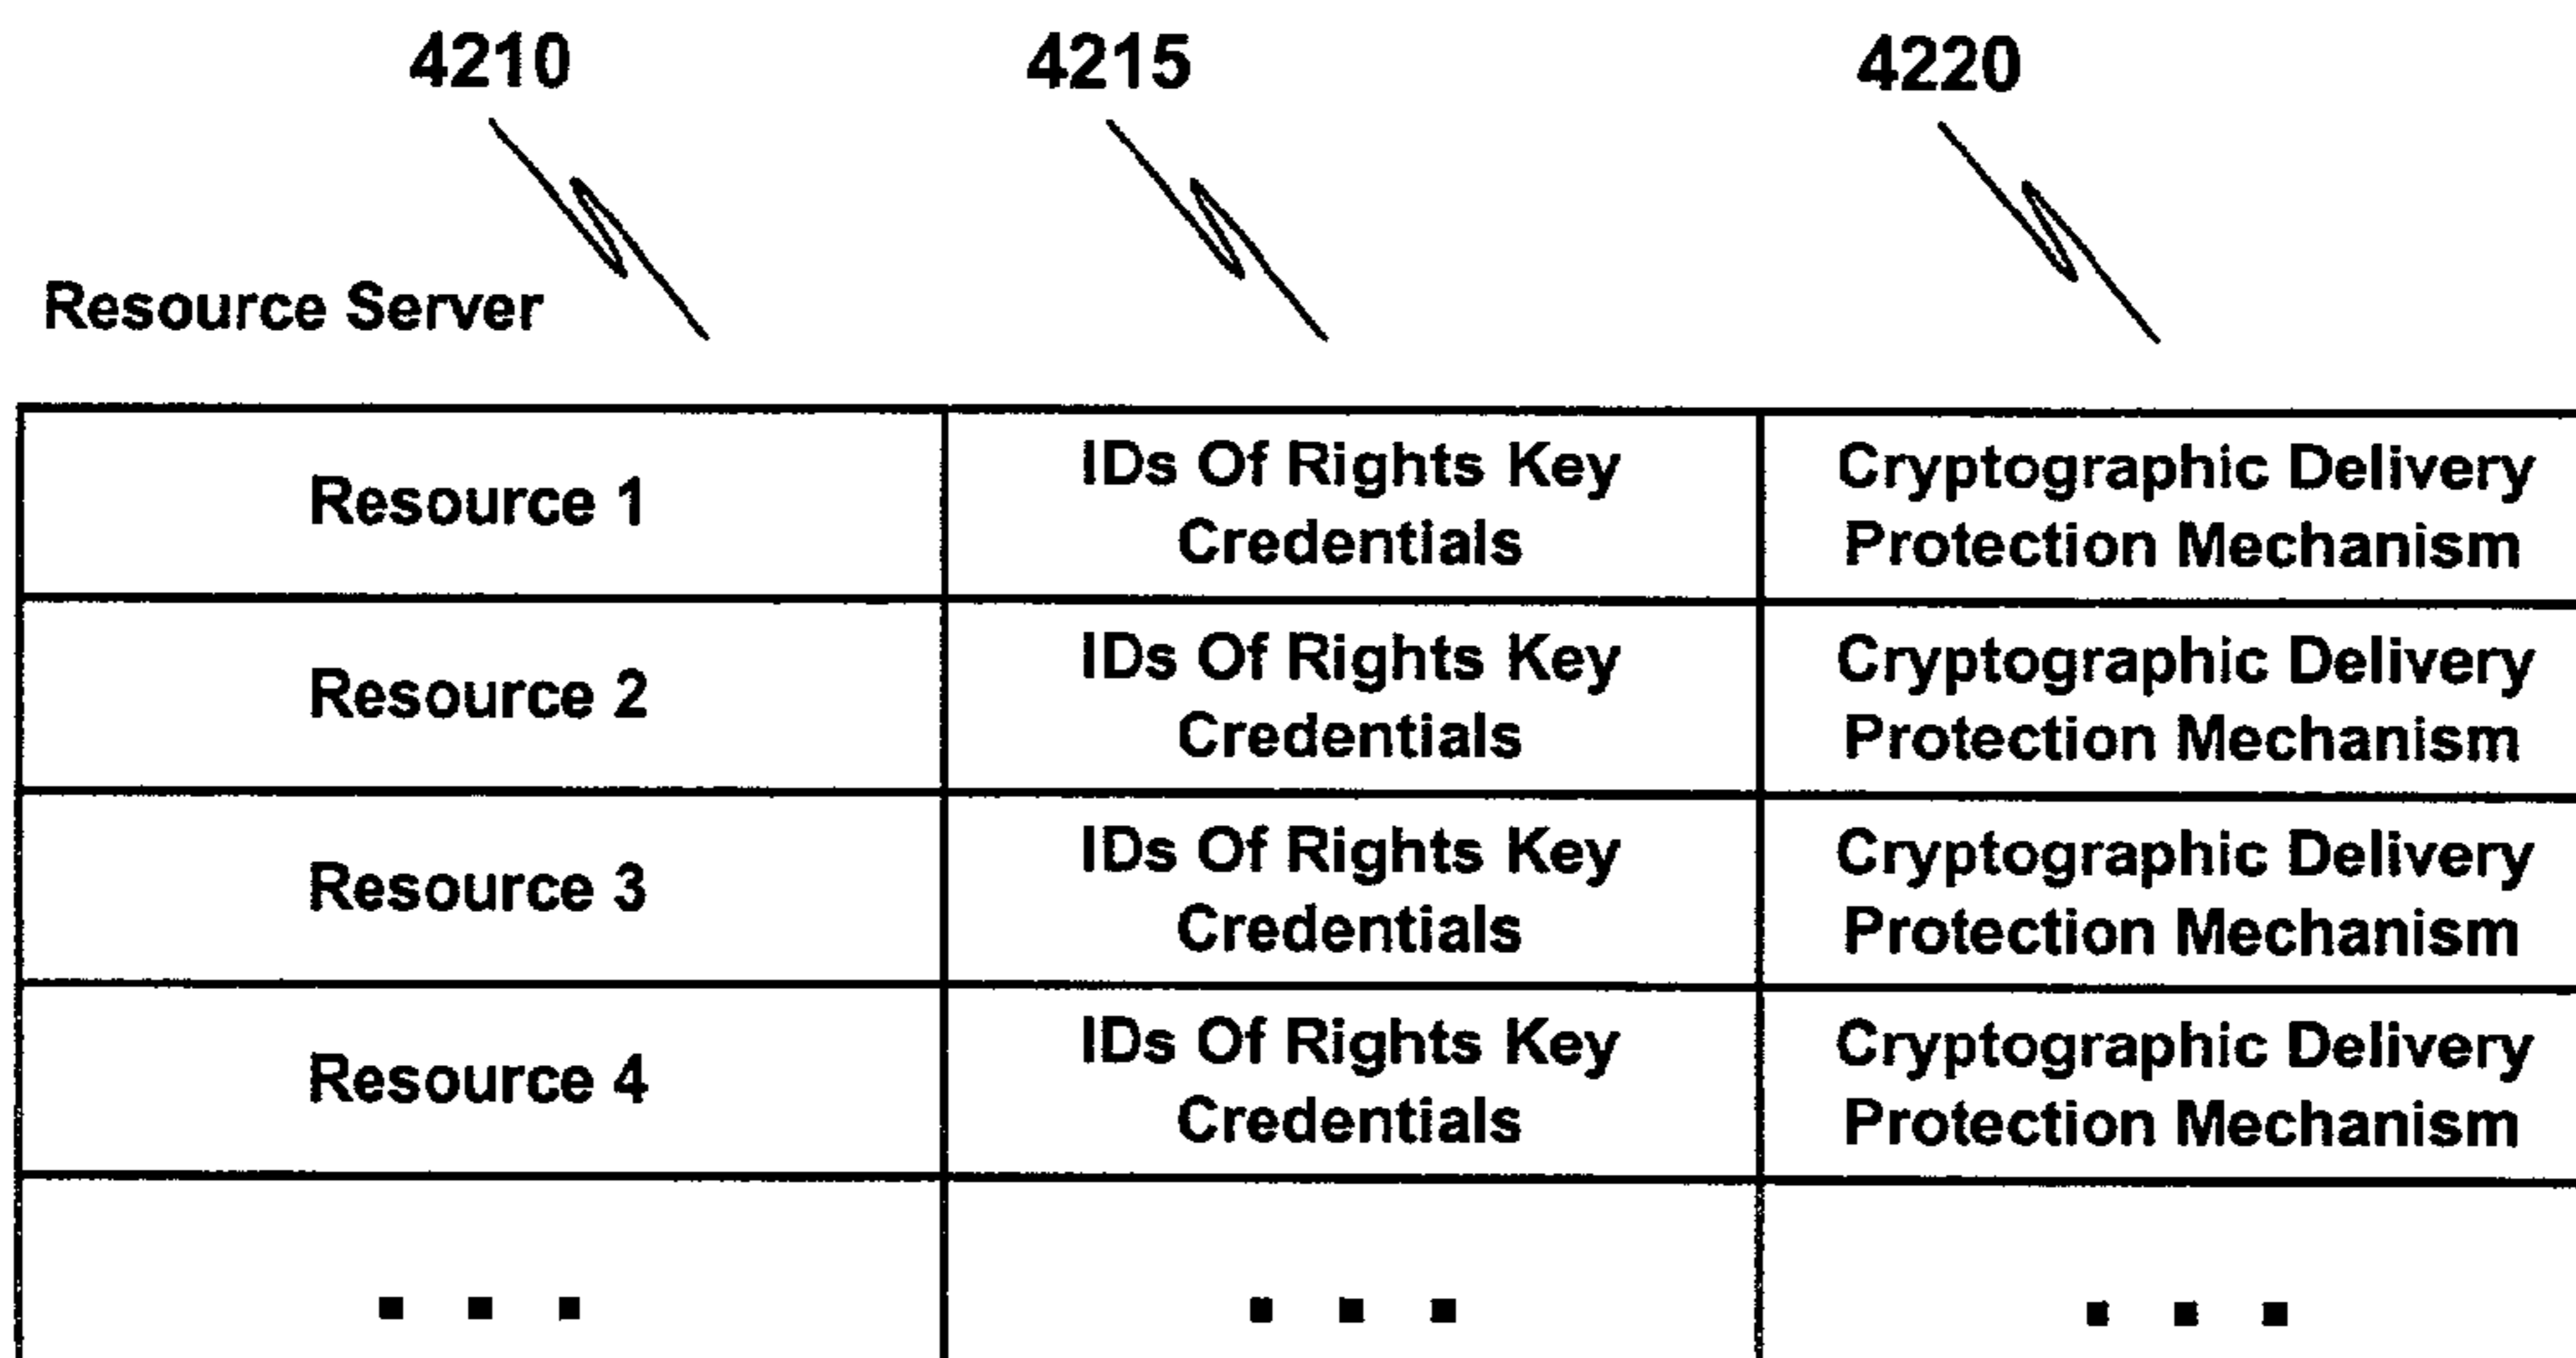 4210 4215 4220
Resource Server
Resource 1
IDs Of Rights Key
Credentials
Cryptographic Delivery
Protection Mechanism
Resource 2
IDs Of Rights Key
Credentials
Cryptographic Delivery
Protection Mechanism
Resource 3
IDs Of Rights Key
Credentials
Cryptographic Delivery
Protection Mechanism
Resource 4
IDs Of Rights Key
Credentials
Cryptographic Delivery
Protection Mechanism
. . . . . . . . .